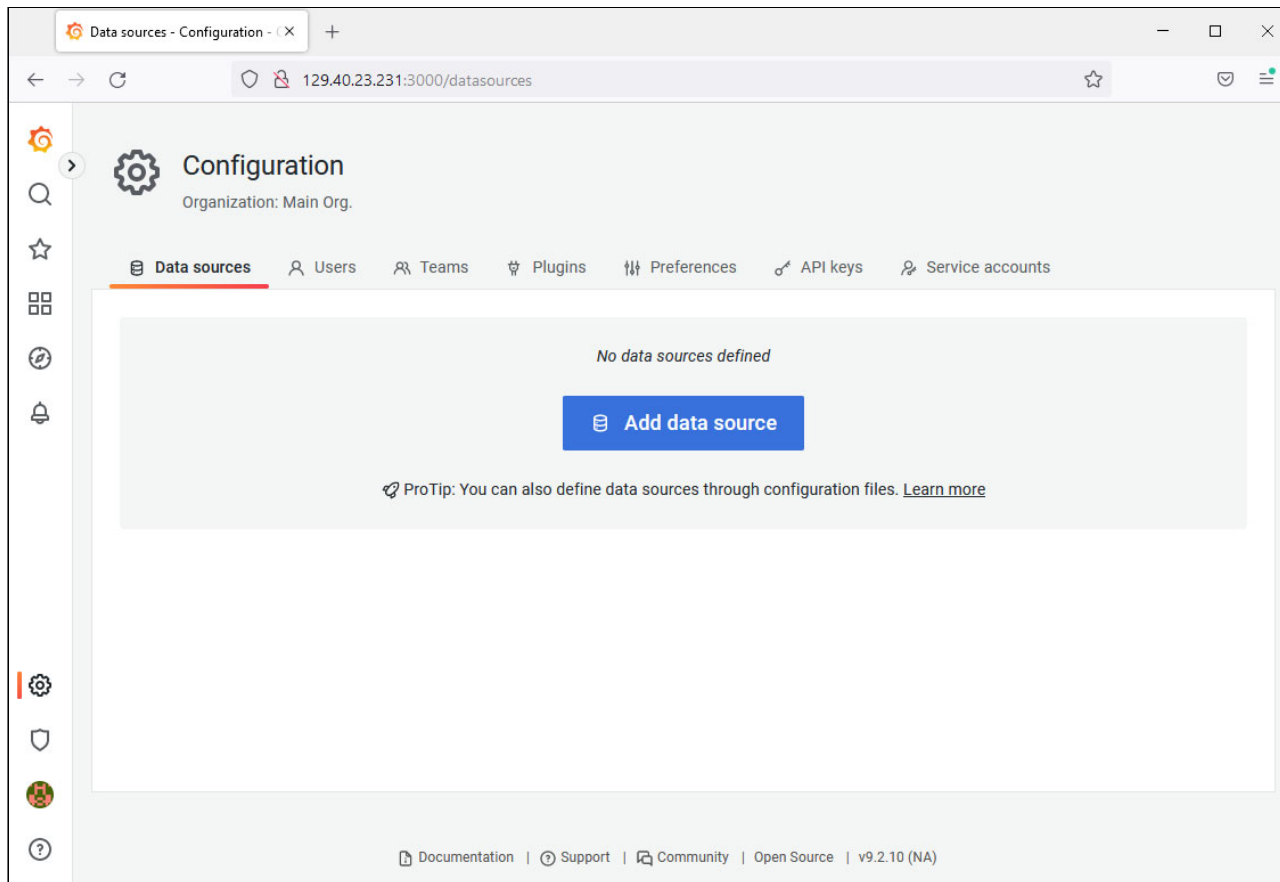 Data sources - Configuration -
129.40.23.231:3000/datasources
Configuration
Organization: Main Org.
Data sources Users Teams Plugins Preferences API keys Service accounts
No data sources defined
Add data source
ProTip: You can also define data sources through configuration files. Learn more
Documentation | Support | Community | Open Source | v9.2.10 (NA)